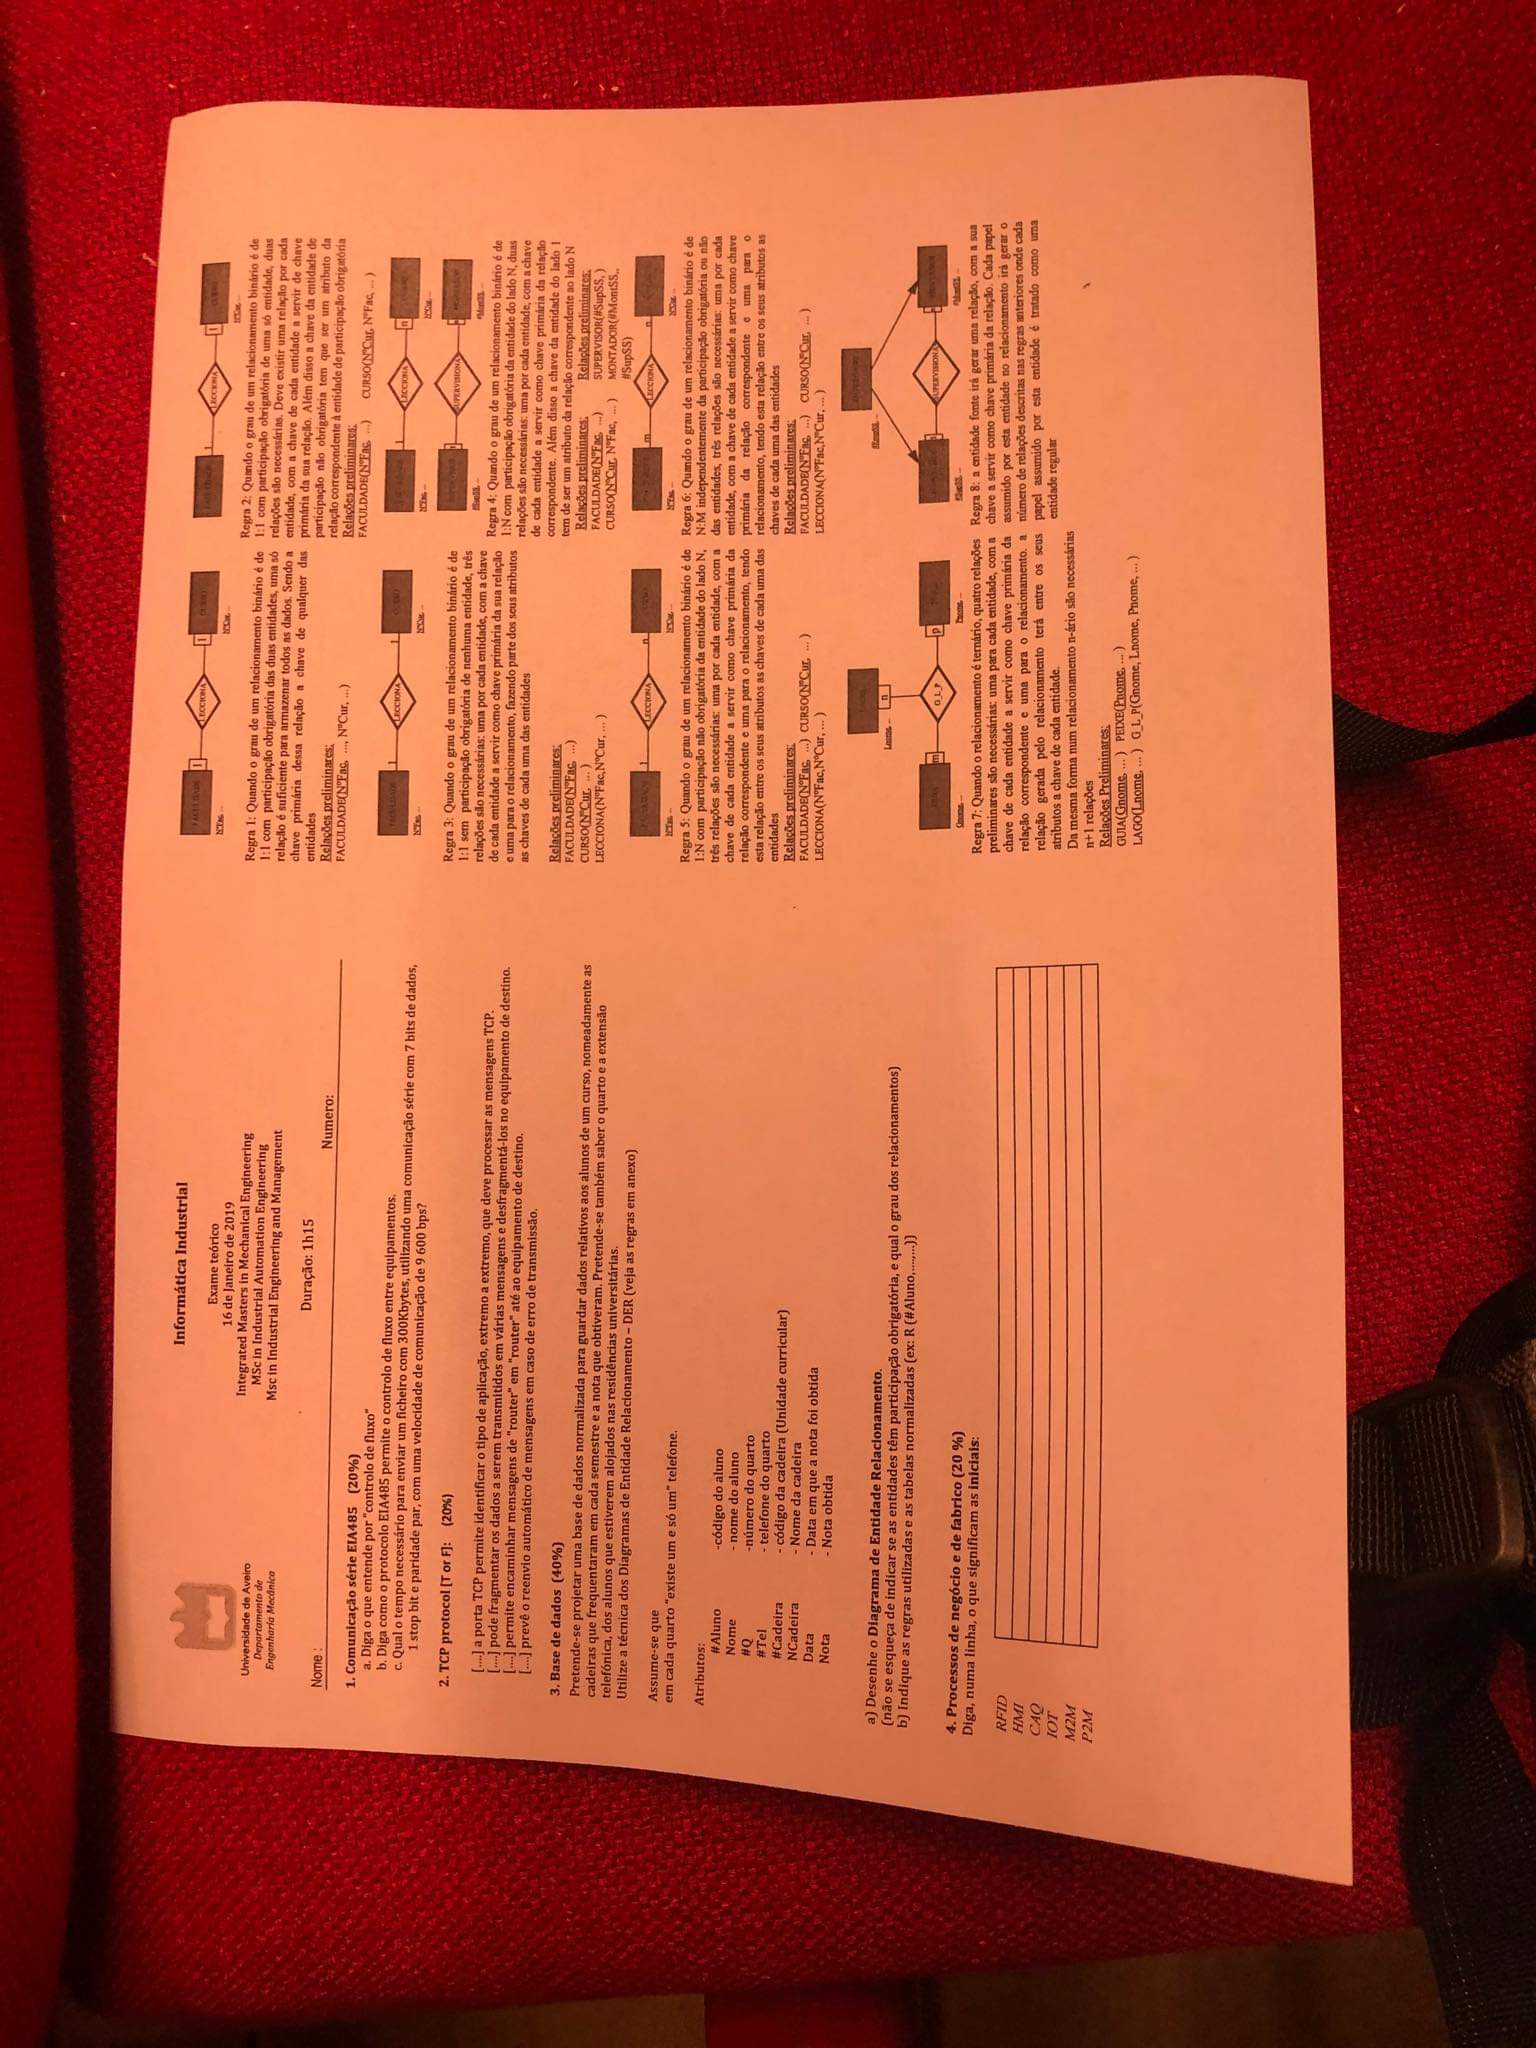 Universidade de Aveiro
Departamento de
Engenharia Mecânica
Informática Industrial
Exame teórico
16 de Janeiro de 2019
Integrated Masters in Mechanical Engineering
MSc in Industrial Automation Engineering
Msc in Industrial Engineering and Management
Duração: 1h15
Nome :
Numero:
1. Comunicação série EIA485 (20%)
a. Diga o que entende por "controlo de fluxo"
b. Diga como o protocolo EIA485 permite o controlo de fluxo entre equipamentos.
c. Qual o tempo necessário para enviar um ficheiro com 300Kbytes, utilizando uma comunicação série com 7 bits de dados,
1 stop bit e paridade par, com uma velocidade de comunicação de 9 600 bps?
2. TCP protocol [T or F]: (20%)
[....] a porta TCP permite identificar o tipo de aplicação, extremo a extremo, que deve processar as mensagens TCP.
[....] pode fragmentar os dados a serem transmitidos em várias mensagens e desfragmentá-los no equipamento de destino.
[....] permite encaminhar mensagens de "router" em "router" até ao equipamento de destino.
[....] prevê o reenvio automático de mensagens em caso de erro de transmissão.
3. Base de dados (40%)
Pretende-se projetar uma base de dados normalizada para guardar dados relativos aos alunos de um curso, nomeadamente as
cadeiras que frequentaram em cada semestre e a nota que obtiveram. Pretende-se também saber o quarto e a extensão
telefónica, dos alunos que estiverem alojados nas residências universitárias.
Utilize a técnica dos Diagramas de Entidade Relacionamento – DER (veja as regras em anexo)
Assume-se que
em cada quarto "existe um e só um" telefone.
Atributos:
#Aluno -código do aluno
Nome - nome do aluno
#Q -número do quarto
#Tel - telefone do quarto
#Cadeira - código da cadeira (Unidade curricular)
NCadeira - Nome da cadeira
Data - Data em que a nota foi obtida
Nota - Nota obtida
a) Desenhe o Diagrama de Entidade Relacionamento.
(não se esqueça de indicar se as entidades têm participação obrigatória, e qual o grau dos relacionamentos)
b) Indique as regras utilizadas e as tabelas normalizadas (ex: R (#Aluno,....,...))
4. Processos de negócio e de fabrico (20 %)
Diga, numa linha, o que significam as iniciais:
RFID
HMI
CAQ
IOT
M2M
P2M
FACULDADE 1 LECCIONA 1 CURSO
NºFac, ... NºCur, ...
Regra 1: Quando o grau de um relacionamento binário é de
1:1 com participação obrigatória das duas entidades, uma só
relação é suficiente para armazenar todos as dados. Sendo a
chave primária dessa relação a chave de qualquer das
entidades
Relações preliminares:
FACULDADE(NºFac, ..., NºCur, ...)
FACULDADE 1 LECCIONA 1 CURSO
NºCur, ...
Regra 2: Quando o grau de um relacionamento binário é de
1:1 com participação obrigatória de uma só entidade, duas
relações são necessárias. Deve existir uma relação por cada
entidade, com a chave de cada entidade a servir de chave
primária da sua relação. Além disso a chave da entidade de
participação não obrigatória tem que ser um atributo da
relação correspondente á entidade de participação obrigatória
Relações preliminares:
FACULDADE(NºFac, ...) CURSO(NºCur, NºFac, ... )
FACULDADE 1 LECCIONA 1 CURSO
NºFac, ... NºCur, ...
Regra 3: Quando o grau de um relacionamento binário é de
1:1 sem participação obrigatória de nenhuma entidade, três
relações são necessárias: uma por cada entidade, com a chave
de cada entidade a servir como chave primária da sua relação
e uma para o relacionamento, fazendo parte dos seus atributos
as chaves de cada uma das entidades
Relações preliminares:
FACULDADE(NºFac, ...)
CURSO(NºCur, ... )
LECCIONA(NºFac,NºCur, ... )
FACULDADE 1 LECCIONA n
NºFac, ... NºCur, ...
SUPERVISOR 1 SUPERVISIONA n MONTADOR
#SupSS, ... #MontSS, ...
Regra 4: Quando o grau de um relacionamento binário é de
1:N com participação obrigatória da entidade do lado N, duas
relações são necessárias: uma por cada entidade, com a chave
de cada entidade a servir como chave primária da relação
correspondente. Além disso a chave da entidade do lado 1
tem de ser um atributo da relação correspondente ao lado N
Relações preliminares: Relações preliminares:
FACULDADE(NºFac, ...) SUPERVISOR(#SupSS, )
CURSO(NºCur, NºFac, ... ) MONTADOR(#MontSS,,
#SupSS)
FACULDADE 1 LECCIONA n CURSO
NºFac, ... NºCur, ...
Regra 5: Quando o grau de um relacionamento binário é de
1:N com participação não obrigatória da entidade do lado N,
três relações são necessárias: uma por cada entidade, com a
chave de cada entidade a servir como chave primária da
relação correspondente e uma para o relacionamento, tendo
esta relação entre os seus atributos as chaves de cada uma das
entidades
Relações preliminares:
FACULDADE(NºFac, ...) CURSO(NºCur, ... )
LECCIONA(NºFac,NºCur, ... )
m LECCIONA n
NºFac, ... NºCur, ...
Regra 6: Quando o grau de um relacionamento binário é de
N:M independentemente da participação obrigatória ou não
das entidades, três relações são necessárias: uma por cada
entidade, com a chave de cada entidade a servir como chave
primária da relação correspondente e uma para o
relacionamento, tendo esta relação entre os seus atributos as
chaves de cada uma das entidades
Relações preliminares:
FACULDADE(NºFac, ...) CURSO(NºCur, ... )
LECCIONA(NºFac,NºCur, ... )
LAGO
Lnome, ... n
m G_L_P p
Gnome, ... Pnome, ...
Regra 7: Quando o relacionamento é ternário, quatro relações
preliminares são necessárias: uma para cada entidade, com a
chave de cada entidade a servir como chave primária da
relação correspondente e uma para o relacionamento. a
relação gerada pelo relacionamento terá entre os seus
atributos a chave de cada entidade.
Da mesma forma num relacionamento n-ário são necessárias
n+1 relações
Relações Preliminares:
GUIA(Gnome, ... ) PEIXE(Pnome, ... )
LAGO(Lnome, ... ) G_L_P(Gnome, Lnome, Pnome, ... )
SUPERVISIONA
#SupSS, ... #MontSS, ...
Regra 8: a entidade fonte irá gerar uma relação, com a sua
chave a servir como chave primária da relação. Cada papel
assumido por esta entidade no relacionamento irá gerar o
número de relações descritas nas regras anteriores onde cada
papel assumido por esta entidade é tratado como uma
entidade regular